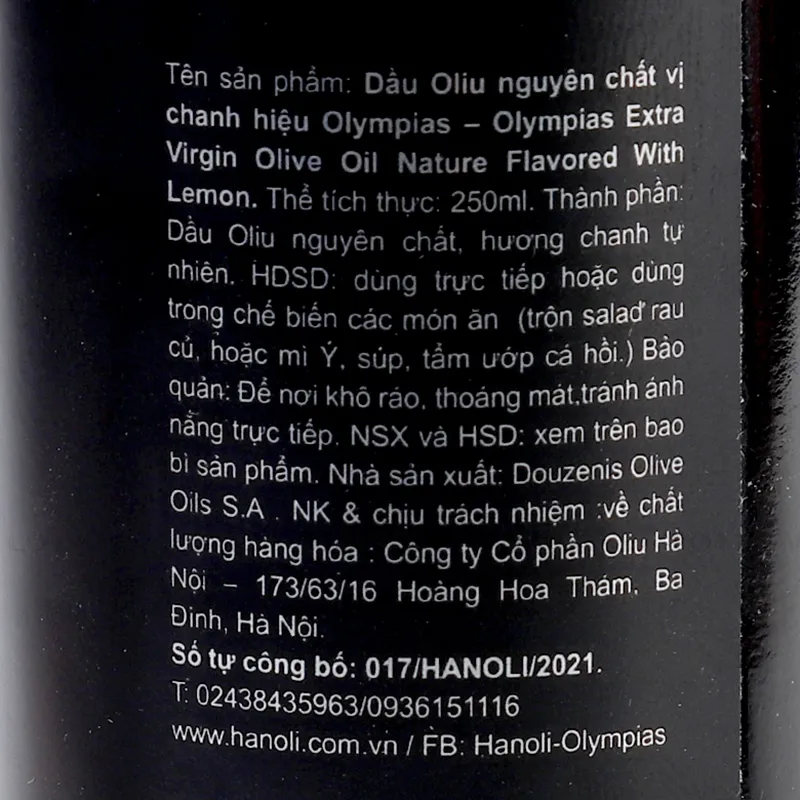 Tên sản phẩm: Dầu Oliu nguyên chất vị
chanh hiệu Olympias – Olympias Extra
Virgin Olive Oil Nature Flavored With
Lemon. Thể tích thực: 250ml. Thành phần:
Dầu Oliu nguyên chất, hương chanh tự
nhiên. HDSD: dùng trực tiếp hoặc dùng
trong chế biến các món ăn (trộn salad rau
củ, hoặc mì Ý, súp, tẩm ướp cá hồi.) Bảo
quản: Để nơi khô ráo, thoáng mát,tránh ánh
nắng trực tiếp. NSX và HSD: xem trên bao
bì sản phẩm. Nhà sản xuất: Douzenis Olive
Oils S.A . NK & chịu trách nhiệm :về chất
lượng hàng hóa : Công ty Cổ phần Oliu Hà
Nội – 173/63/16 Hoàng Hoa Thám, Ba
Đình, Hà Nội.
Số tự công bố: 017/HANOLI/2021.
T: 02438435963/0936151116
www.hanoli.com.vn / FB: Hanoli-Olympias